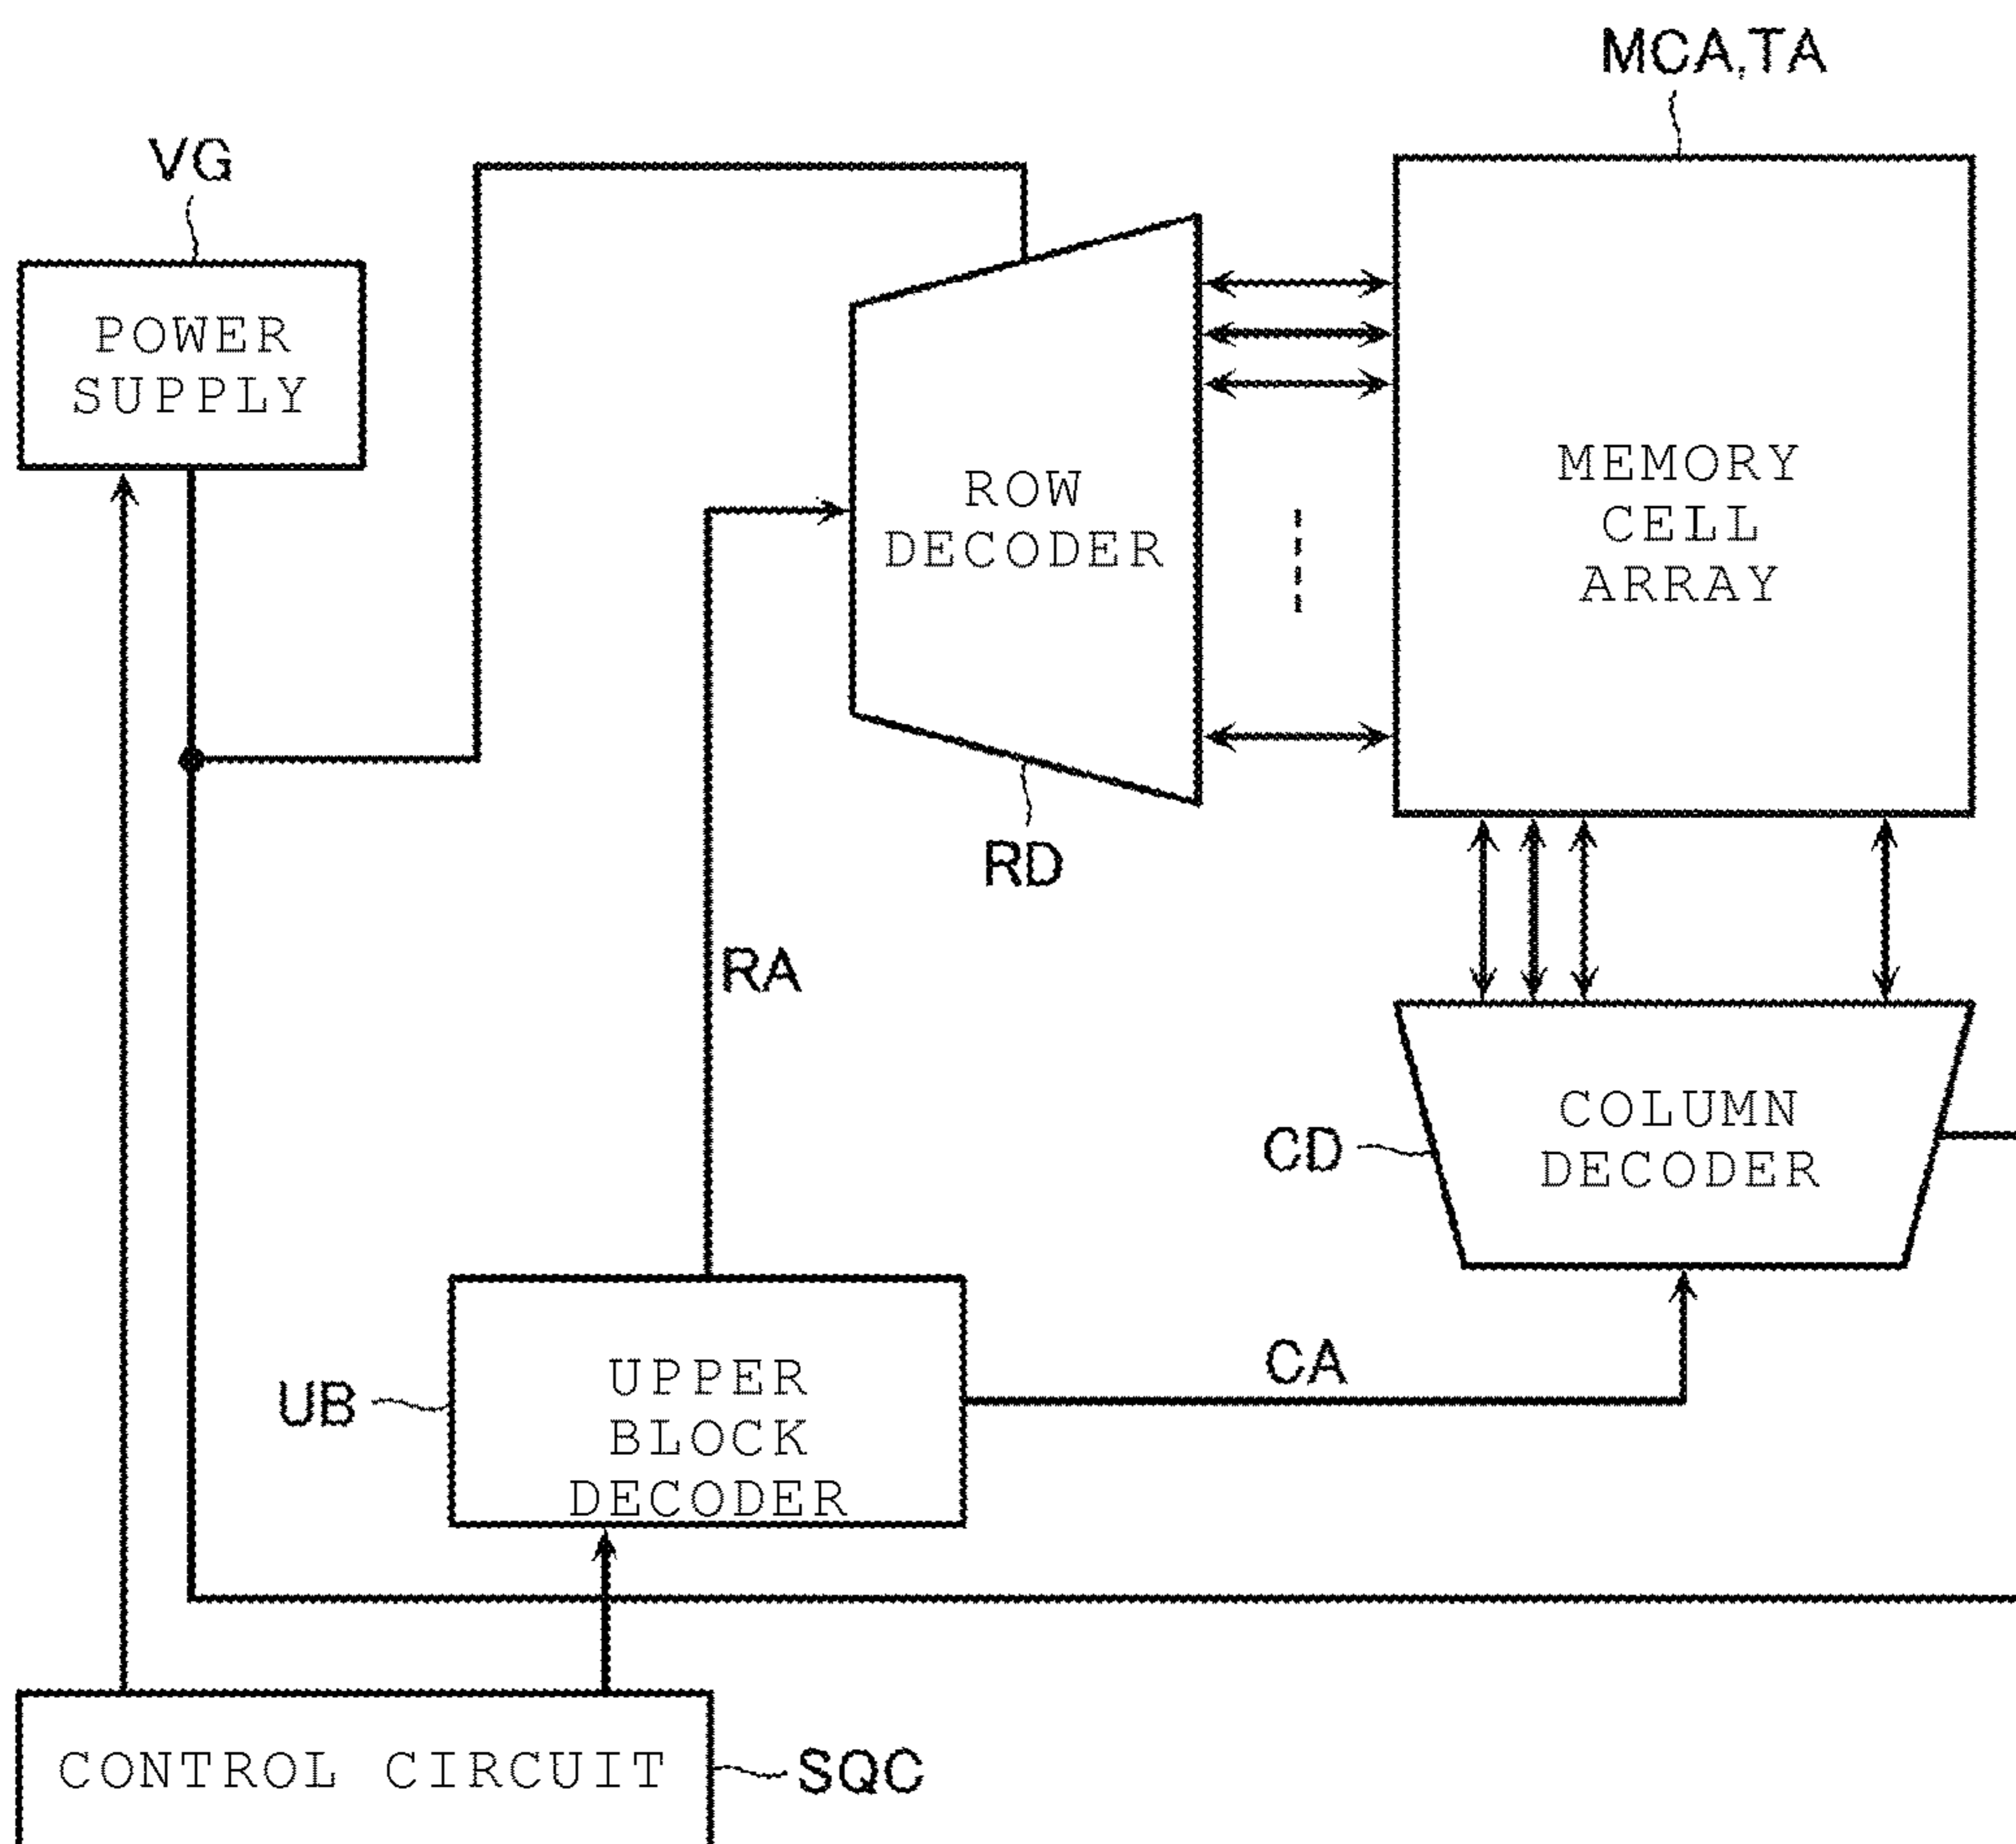 MCA,TA
VG
POWER
SUPPLY
ROW
DECODER
MEMORY
CELL
ARRAY
RD
RA
COLUMN
DECODER
CD
CA
UPPER
BLOCK
DECODER
UB
CONTROL CIRCUIT
SQC